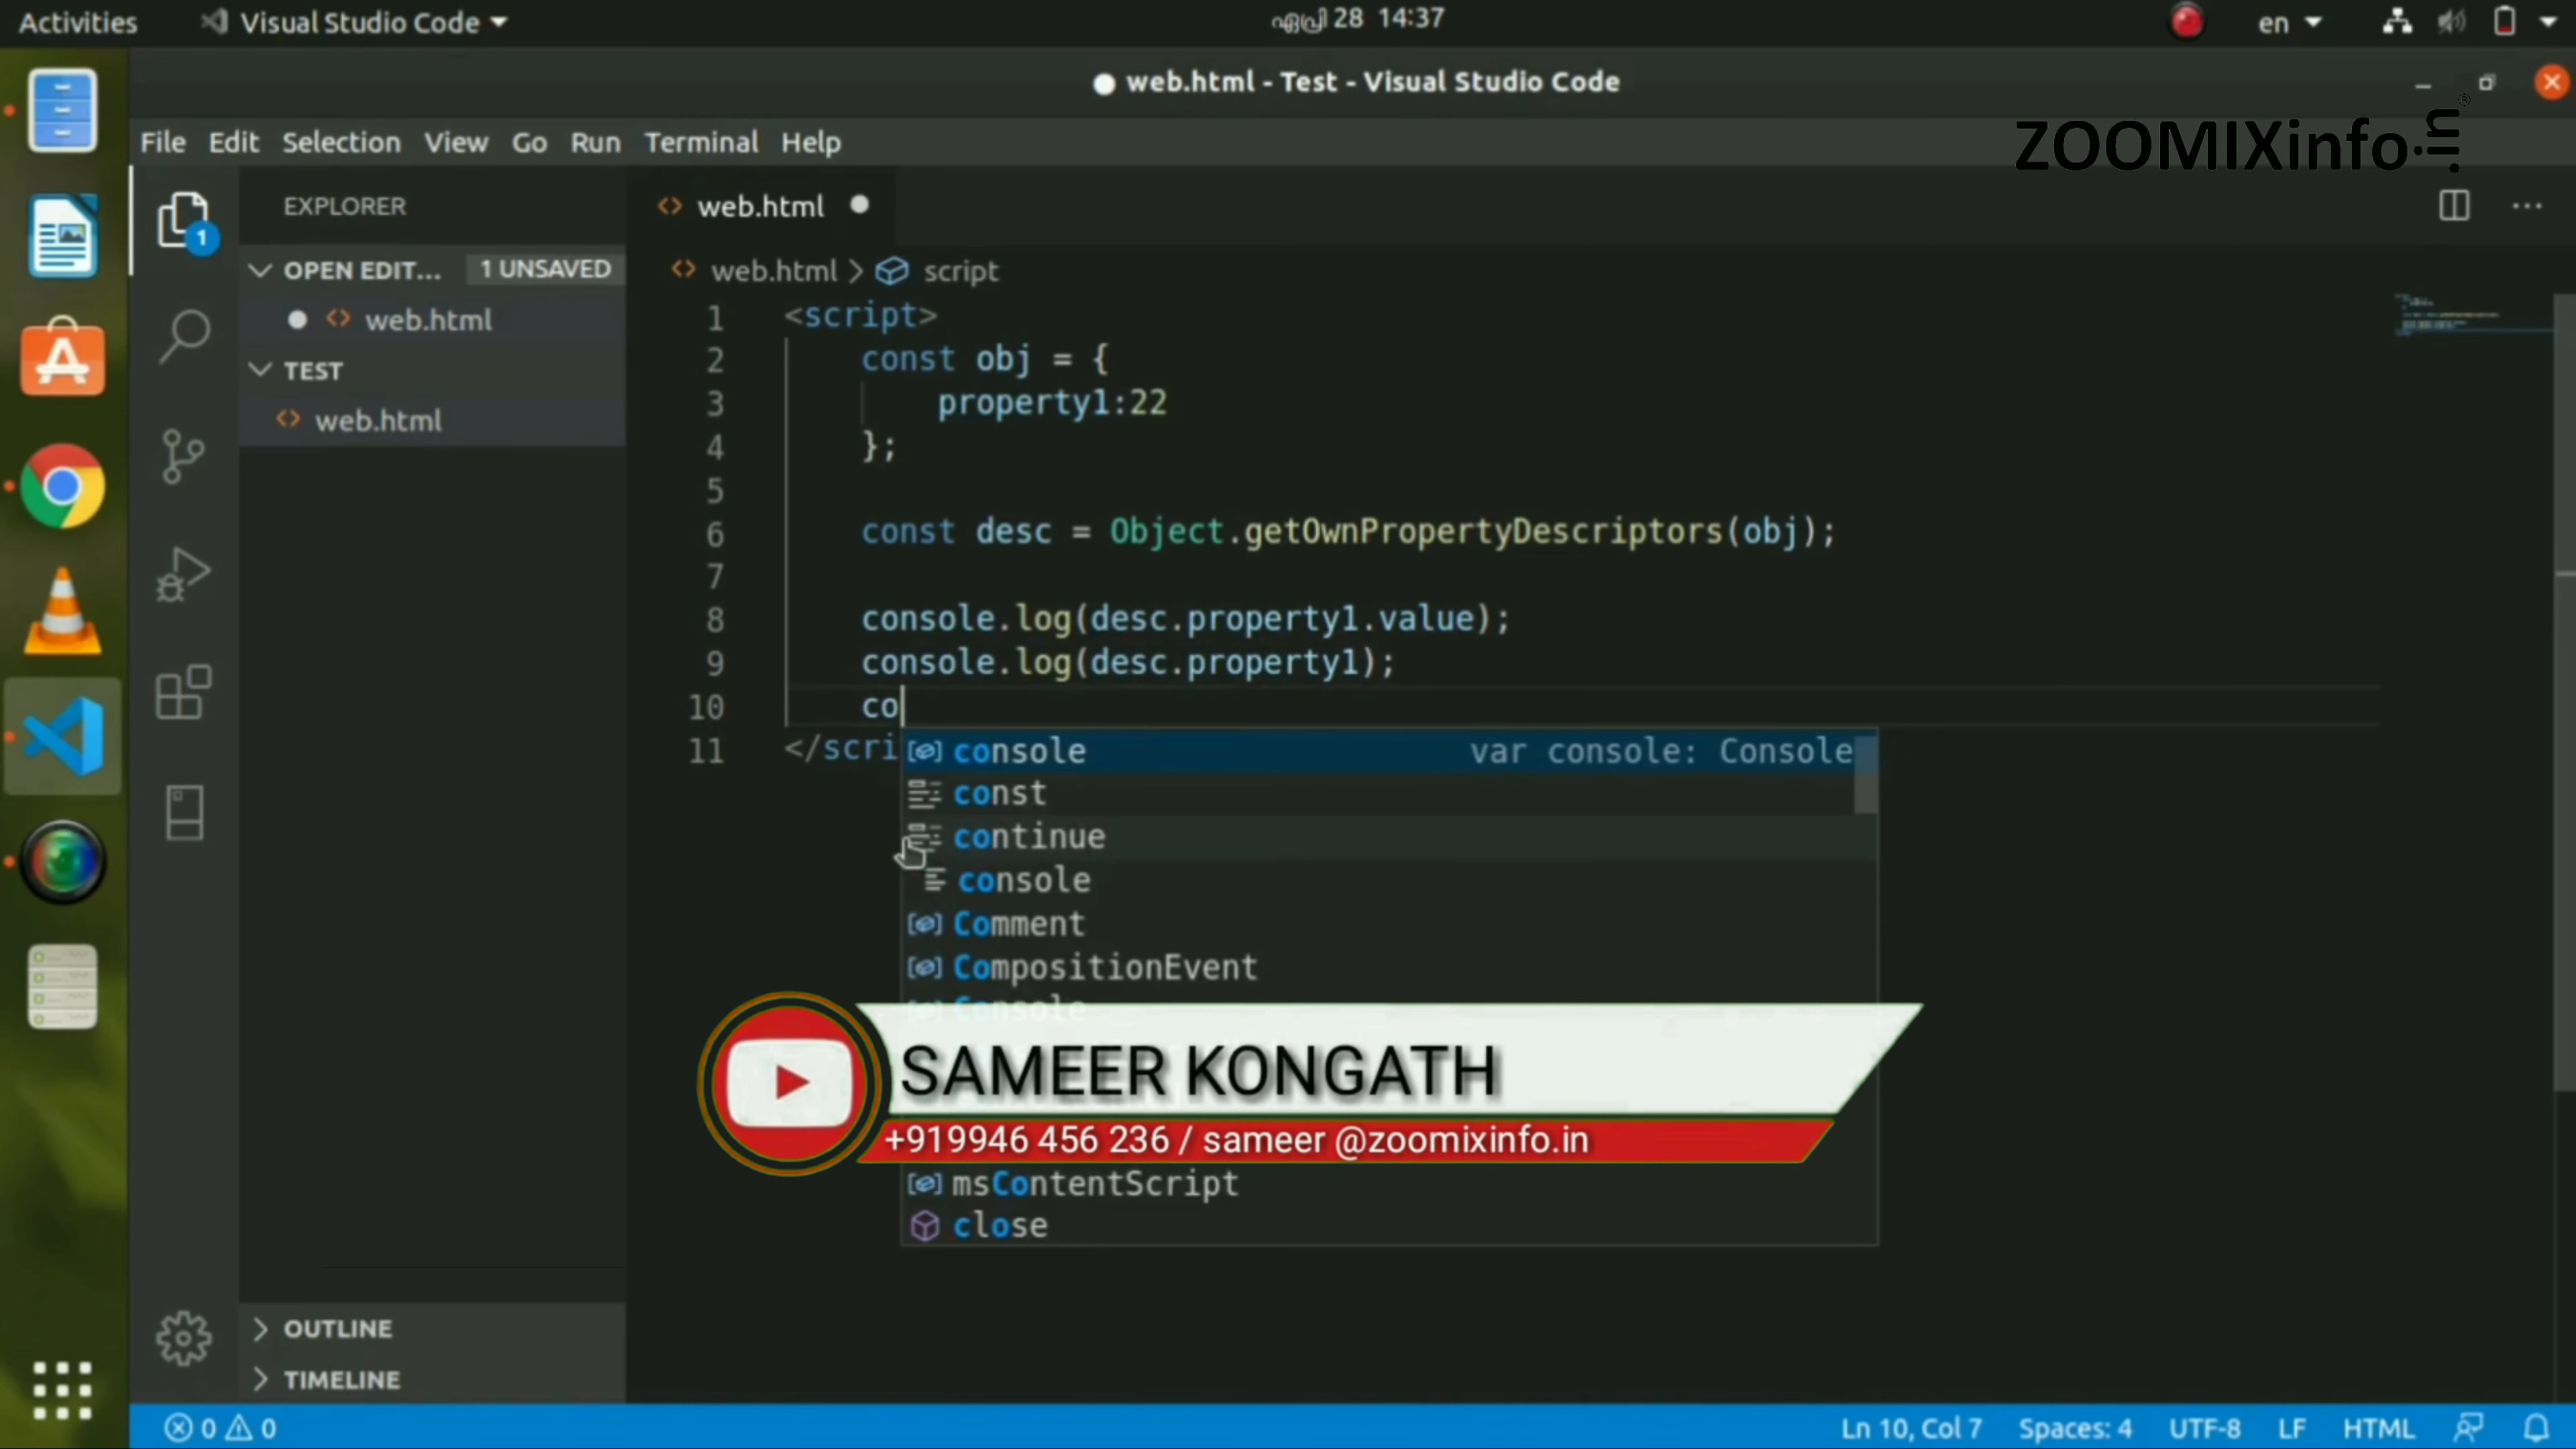 Activities
Visual Studio Code
ഏപ്രി 28 14:37
en
web.html - Test - Visual Studio Code
ZOOMIXinfo.in®
File Edit Selection View Go Run Terminal Help
EXPLORER
1
OPEN EDIT... 1 UNSAVED
web.html
TEST
web.html
OUTLINE
TIMELINE
web.html
web.html > script
1 <script>
2 const obj = {
3 property1:22
4 };
5
6 const desc = Object.getOwnPropertyDescriptors(obj);
7
8 console.log(desc.property1.value);
9 console.log(desc.property1);
10 co
11 </scri
console var console: Console
const
continue
console
Comment
CompositionEvent
Console
SAMEER KONGATH
+919946 456 236 / sameer @zoomixinfo.in
msContentScript
close
0 0
Ln 10, Col 7 Spaces: 4 UTF-8 LF HTML